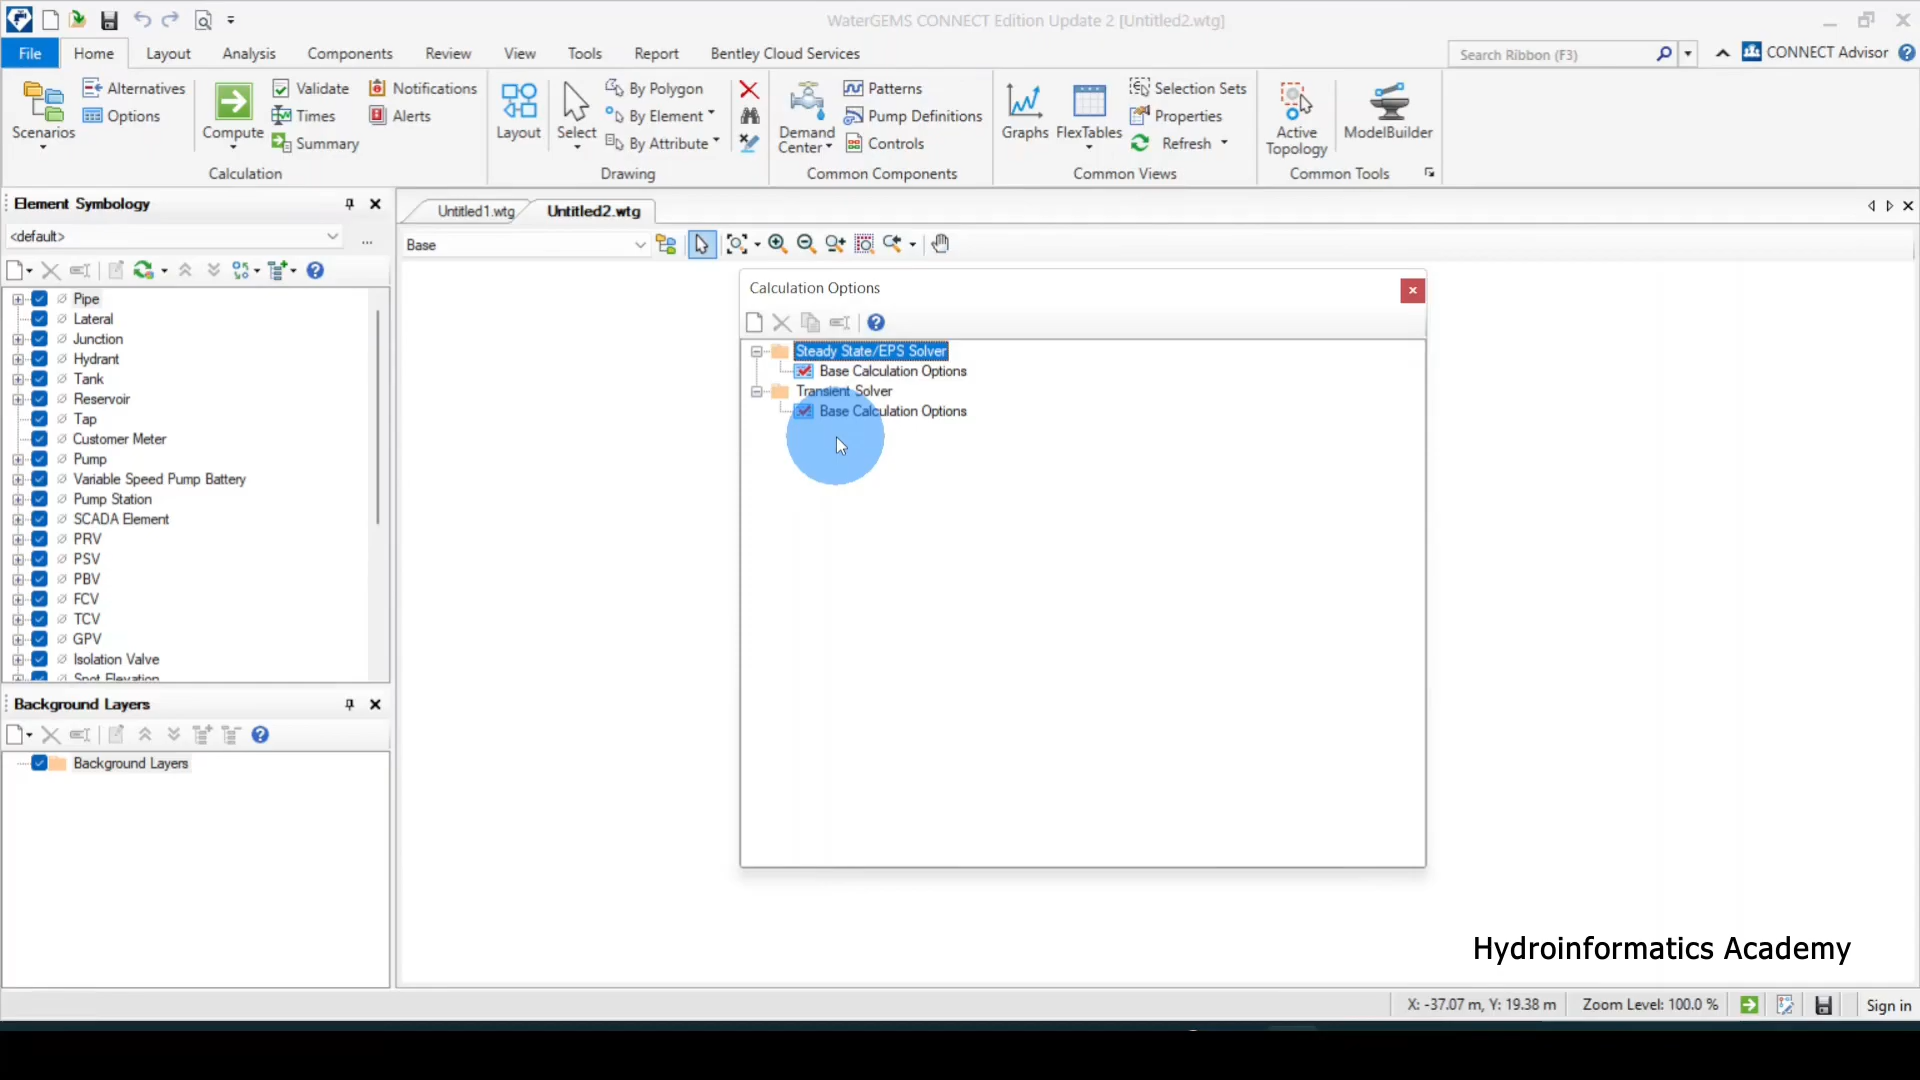 WaterGEMS CONNECT Edition Update 2 [Untitled2.wtg]
File Home Layout Analysis Components Review View Tools Report Bentley Cloud Services Search Ribbon (F3) CONNECT Advisor
Scenarios
Alternatives
Options
Compute
Validate
Times
Summary
Notifications
Alerts
Calculation
Layout
Select
By Polygon
By Element
By Attribute
Drawing
Demand Center
Patterns
Pump Definitions
Controls
Common Components
Graphs
FlexTables
Selection Sets
Properties
Refresh
Common Views
Active Topology
ModelBuilder
Common Tools
Element Symbology
<default>
Pipe
Lateral
Junction
Hydrant
Tank
Reservoir
Tap
Customer Meter
Pump
Variable Speed Pump Battery
Pump Station
SCADA Element
PRV
PSV
PBV
FCV
TCV
GPV
Isolation Valve
Spot Elevation
Background Layers
Background Layers
Untitled1.wtg Untitled2.wtg
Base
Calculation Options
Steady State/EPS Solver
Base Calculation Options
Transient Solver
Base Calculation Options
Hydroinformatics Academy
X: -37.07 m, Y: 19.38 m Zoom Level: 100.0 % Sign in